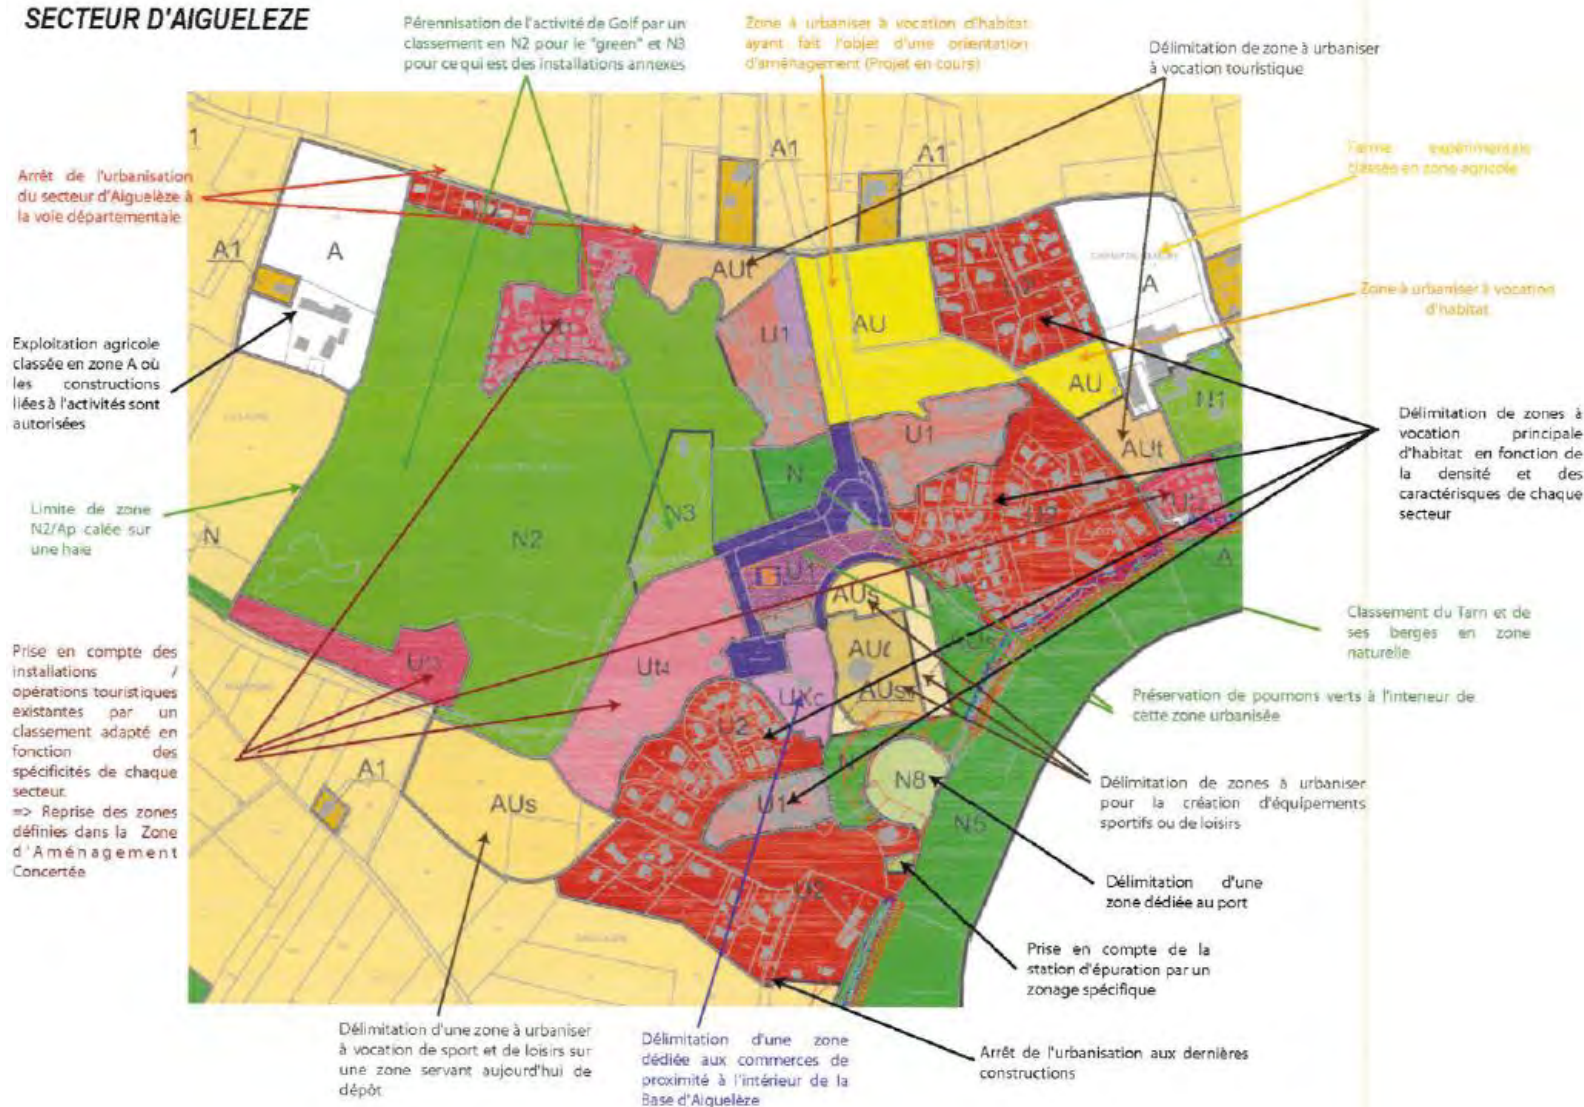 SECTEUR D'AIGUELEZE
Pérennisation de l'activité de Golf par un
classement en N2 pour le "green" et N3
pour ce qui est des installations annexes
Zone à urbaniser à vocation d'habitat
ayant fait l'objet d'une orientation
d'aménagement (Projet en cours)
Délimitation de zone à urbaniser
à vocation touristique
Arrêt de l'urbanisation
du secteur d'Aiguelèze à
la voie départementale
Ferme expérimentale
classée en zone agricole
Zone à urbaniser à vocation
d'habitat
Exploitation agricole
classée en zone A où
les constructions
liées à l'activités sont
autorisées
Délimitation de zones à
vocation principale
d'habitat en fonction de
la densité et des
caractérisques de chaque
secteur
Limite de zone
N2/Ap calée sur
une haie
Classement du Tarn et de
ses berges en zone
naturelle
Prise en compte des
installations /
opérations touristiques
existantes par un
classement adapté en
fonction des
spécificités de chaque
secteur.
=> Reprise des zones
définies dans la Zone
d'Aménagement
Concertée
Préservation de poumons verts à l'interieur de
cette zone urbanisée
Délimitation de zones à urbaniser
pour la création d'équipements
sportifs ou de loisirs
Délimitation d'une
zone dédiée au port
Prise en compte de la
station d'épuration par un
zonage spécifique
Arrêt de l'urbanisation aux dernières
constructions
Délimitation d'une zone à urbaniser
à vocation de sport et de loisirs sur
une zone servant aujourd'hui de
dépôt
Délimitation d'une zone
dédiée aux commerces de
proximité à l'intérieur de la
Base d'Aiguelèze
1
A1
A1
A1
A
AUt
A
U1
AU
AU
N1
U1
AUt
N
N3
N2
U2
N
A
U1
AUs
Ut4
AUs
UXc
U2
N
N8
A1
AUs
U1
N5
U2